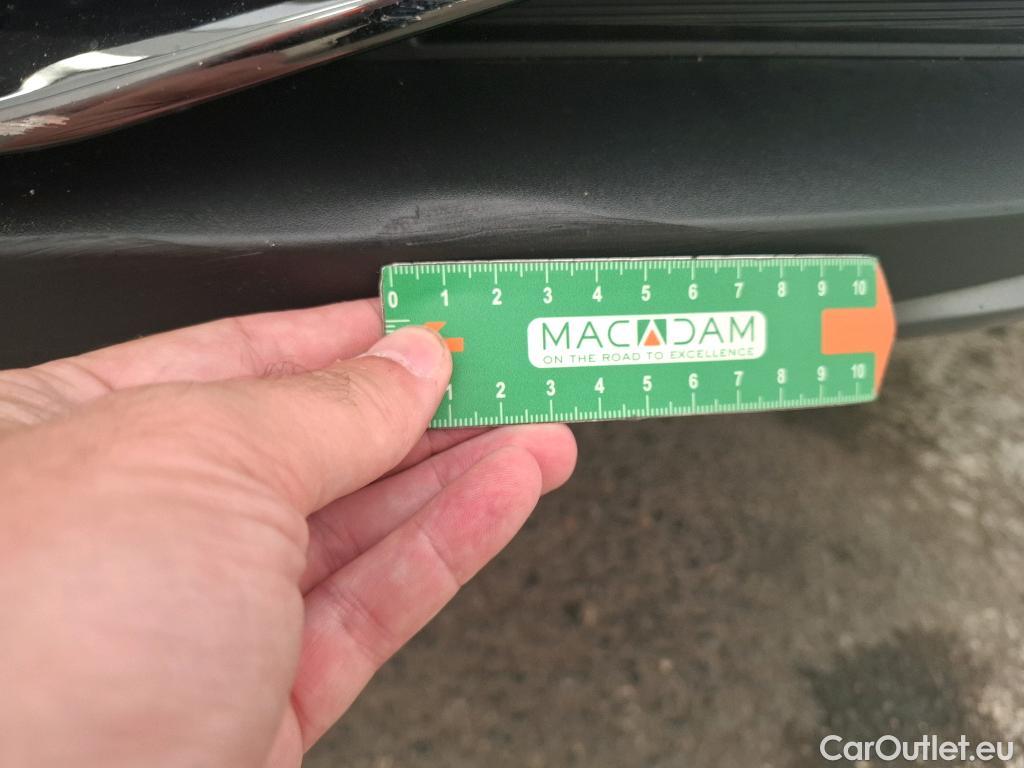 0 1 2 3 4 5 6 7 8 9 10
MACADAM
ON THE ROAD TO EXCELLENCE
1 2 3 4 5 6 7 8 9 10
CarOutlet.eu